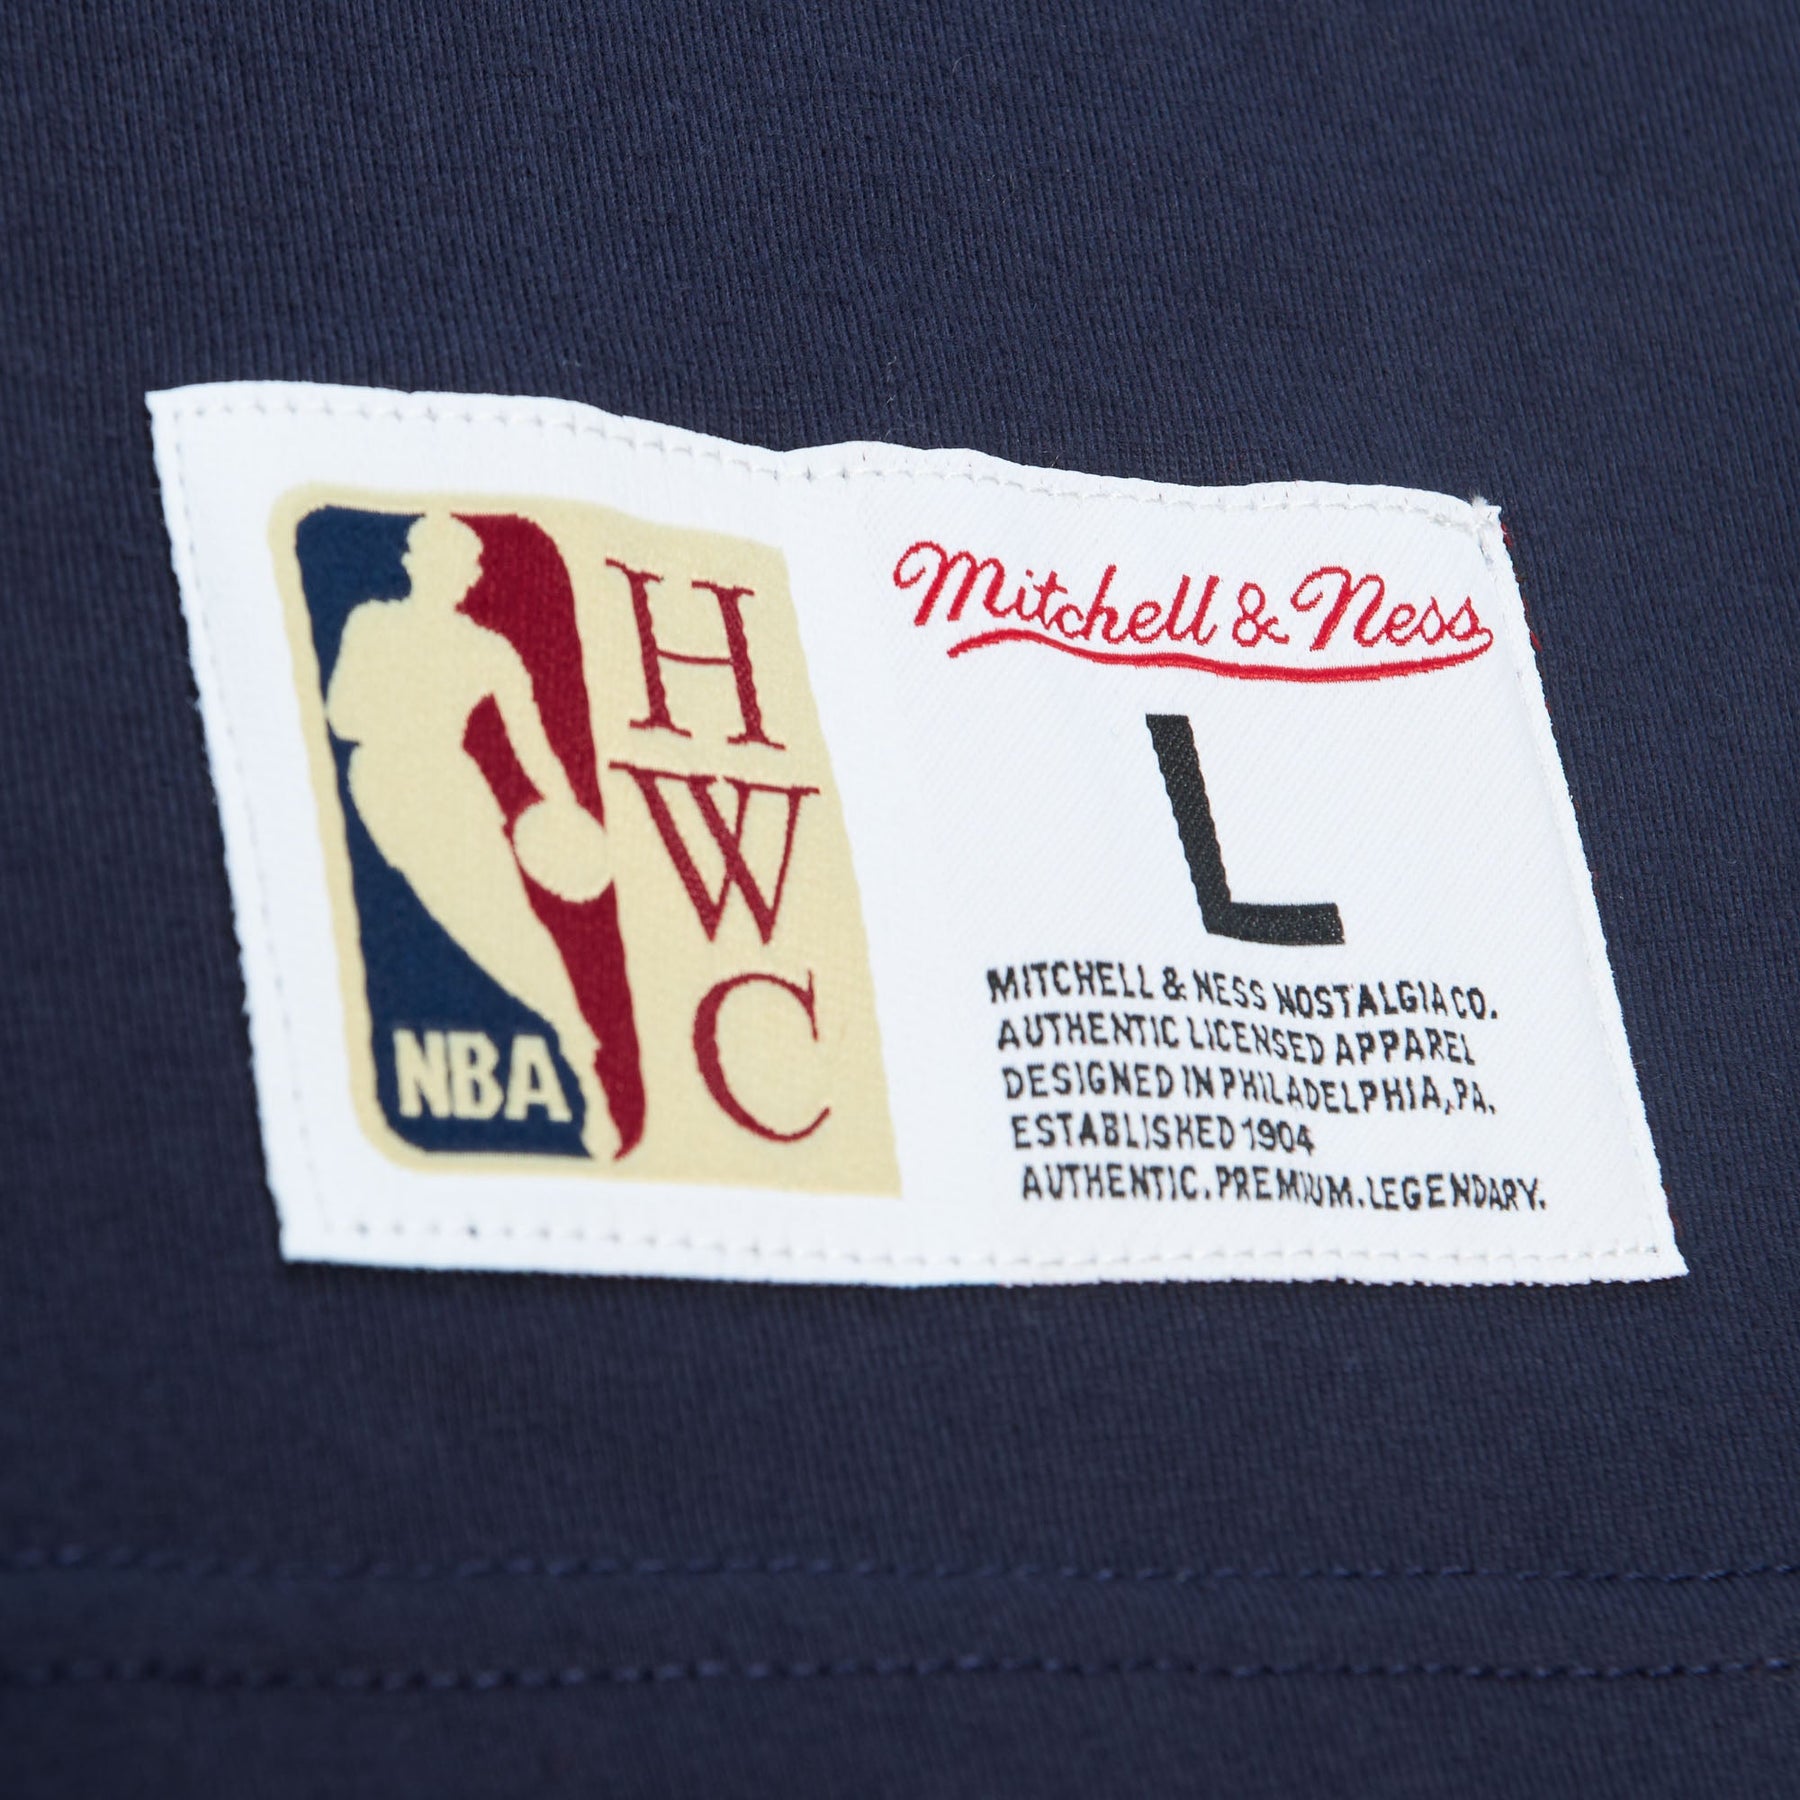 NBA
H
W
C
Mitchell & Ness
L
MITCHELL & NESS NOSTALGIA CO.
AUTHENTIC LICENSED APPAREL
DESIGNED IN PHILADELPHIA, PA.
ESTABLISHED 1904
AUTHENTIC. PREMIUM. LEGENDARY.